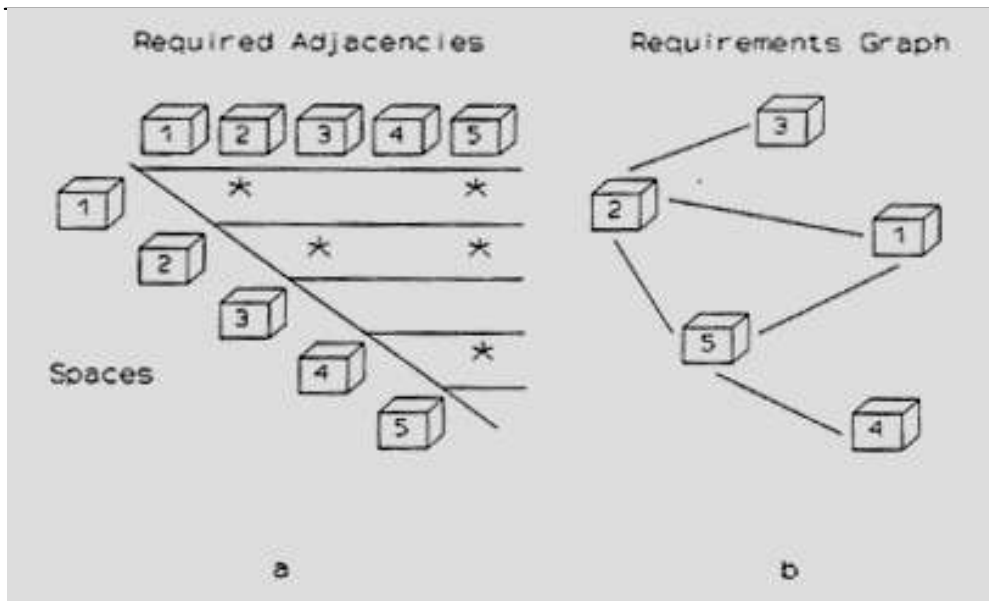 Required Adjacencies
1 2 3 4 5
1 * *
2 * *
3
4 *
5
Spaces
a
Requirements Graph
3
2
1
5
4
b